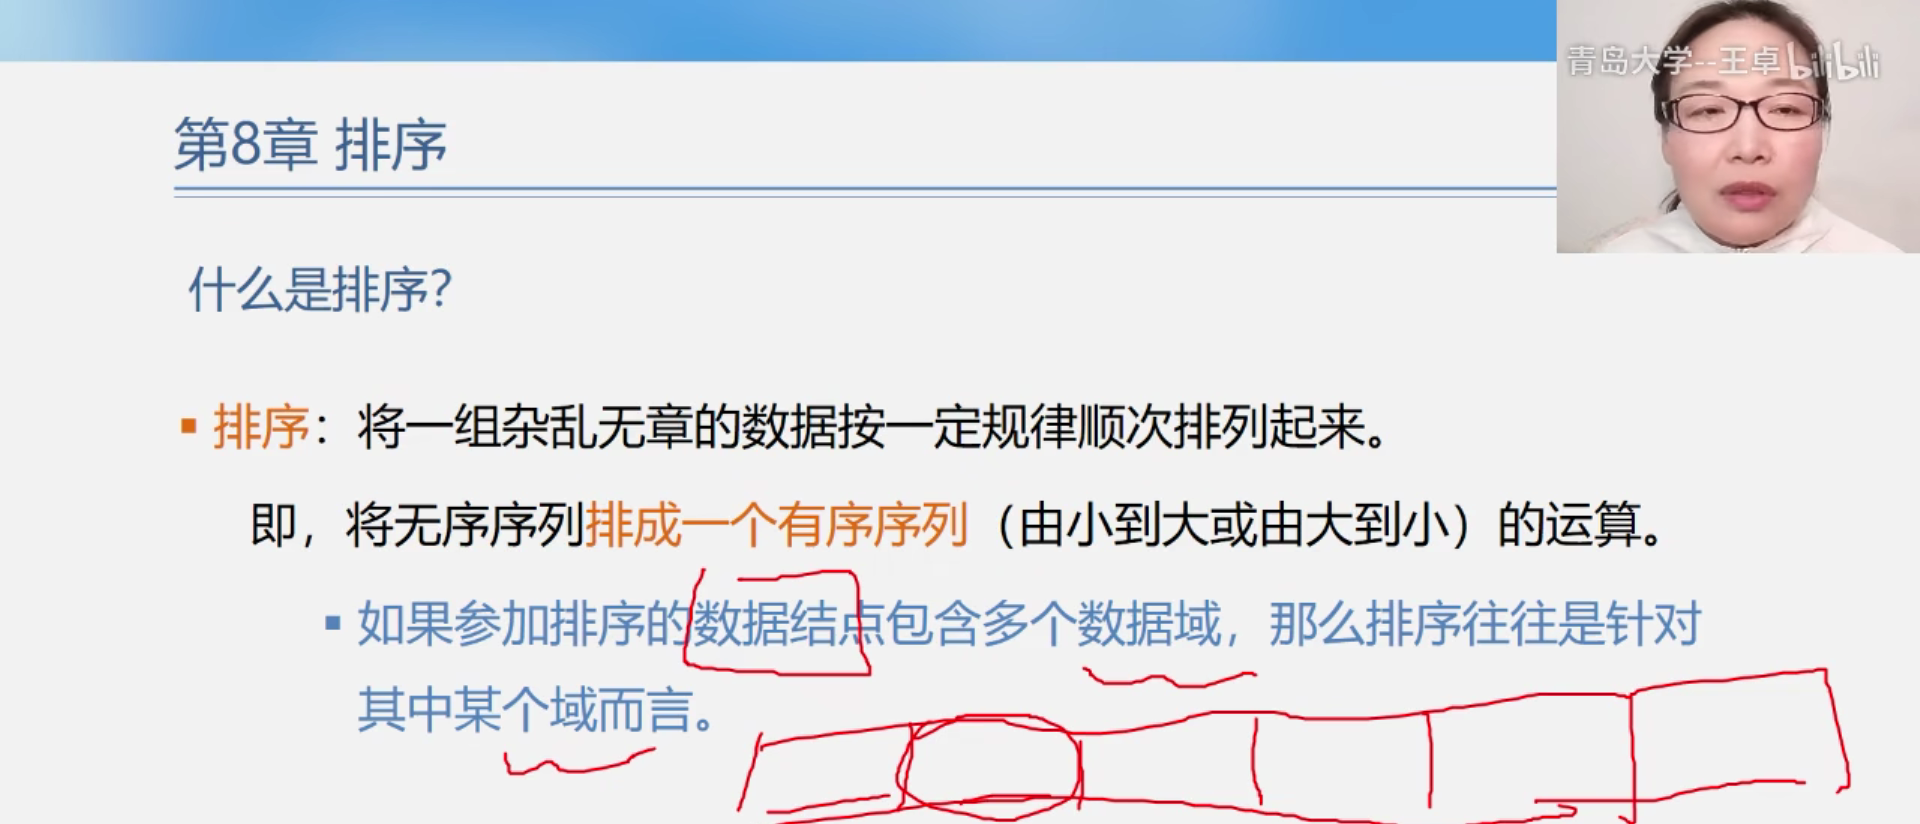 青岛大学--王卓 bilibili
第8章 排序
什么是排序?
排序：将一组杂乱无章的数据按一定规律顺次排列起来。
即，将无序序列排成一个有序序列（由小到大或由大到小）的运算。
如果参加排序的数据结点包含多个数据域，那么排序往往是针对
其中某个域而言。